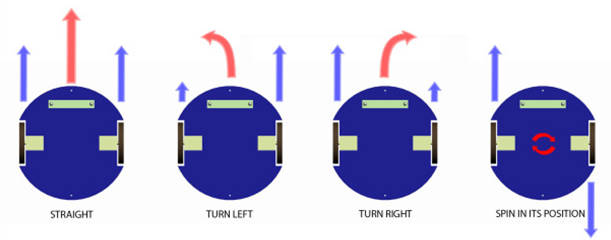 STRAIGHT
TURN LEFT
TURN RIGHT
SPIN IN ITS POSITION